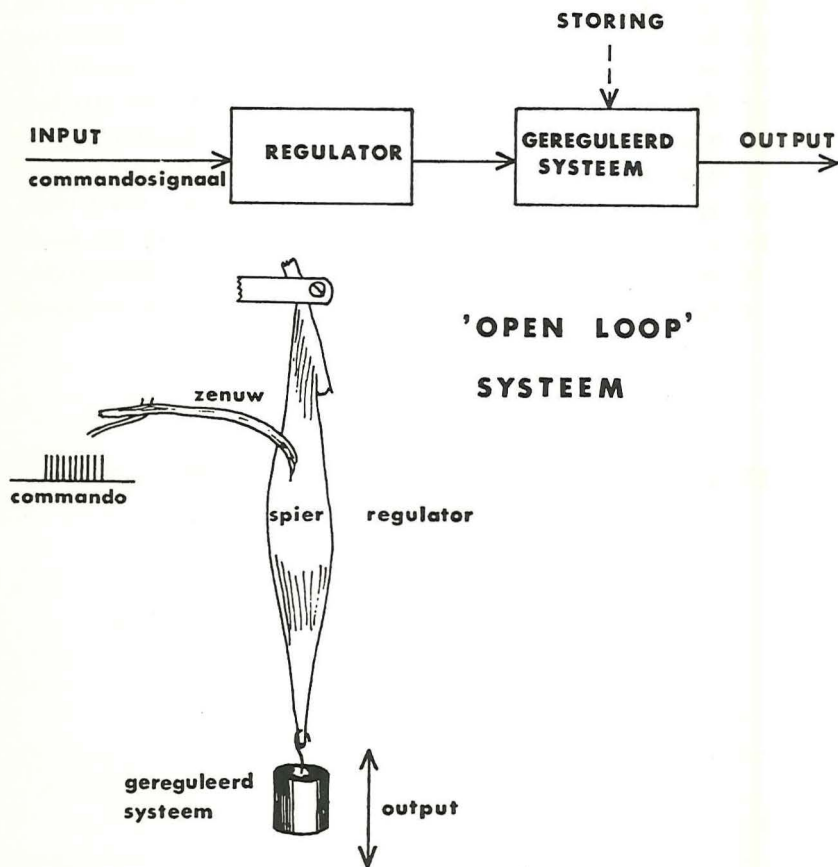 STORING
INPUT
commandosignaal
REGULATOR
GEREGULEERD
SYSTEEM
OUTPUT
'OPEN LOOP'
SYSTEEM
zenuw
commando
spier
regulator
gereguleerd
systeem
output